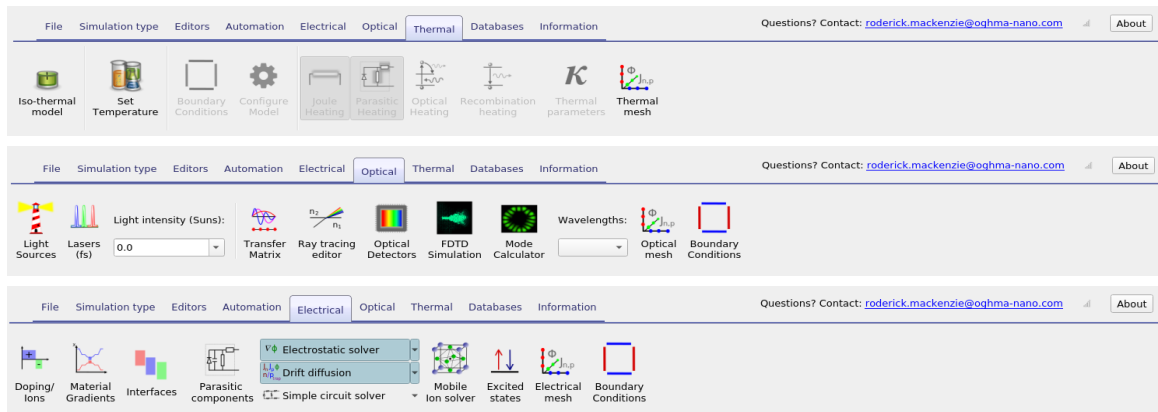 File Simulation type Editors Automation Electrical Optical Thermal Databases Information Questions? Contact: roderick.mackenzie@oghma-nano.com About
Iso-thermal model
Set Temperature
Boundary Conditions
Configure Model
Joule Heating
Parasitic Heating
Optical Heating
Recombination heating
K
Thermal parameters
Φ
Jn,p
Thermal mesh
File Simulation type Editors Automation Electrical Optical Thermal Databases Information Questions? Contact: roderick.mackenzie@oghma-nano.com About
Light Sources
Lasers (fs)
Light intensity (Suns):
0.0
Transfer Matrix
n2
n1
Ray tracing editor
Optical Detectors
FDTD Simulation
Mode Calculator
Wavelengths:
Φ
Jn,p
Optical mesh
Boundary Conditions
File Simulation type Editors Automation Electrical Optical Thermal Databases Information Questions? Contact: roderick.mackenzie@oghma-nano.com About
Doping/ Ions
Material Gradients
Interfaces
Parasitic components
∇Φ Electrostatic solver
Drift diffusion
Simple circuit solver
Mobile Ion solver
Excited states
Φ
Jn,p
Electrical mesh
Boundary Conditions